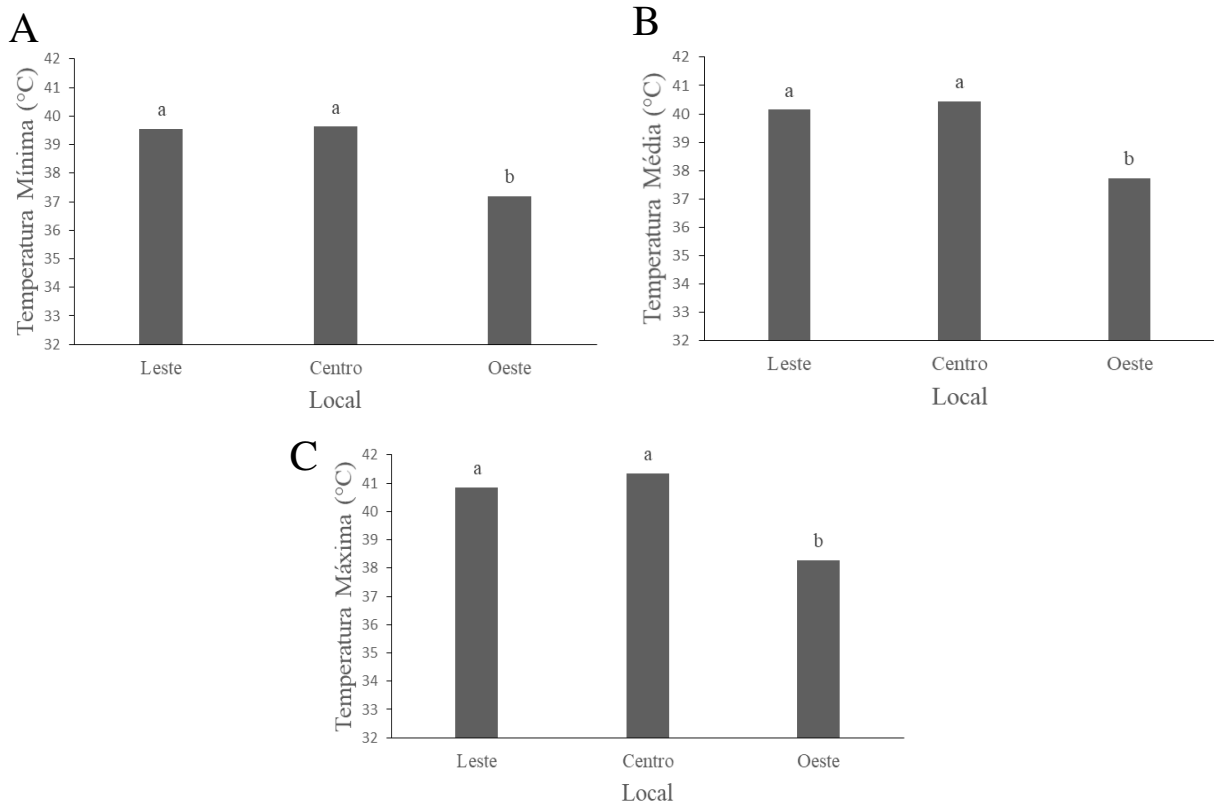 A
Temperatura Mínima (°C)
42
41
40
39
38
37
36
35
34
33
32
a
a
b
Leste
Centro
Oeste
Local
B
Temperatura Média (°C)
42
41
40
39
38
37
36
35
34
33
32
a
a
b
Leste
Centro
Oeste
Local
C
Temperatura Máxima (°C)
42
41
40
39
38
37
36
35
34
33
32
a
a
b
Leste
Centro
Oeste
Local